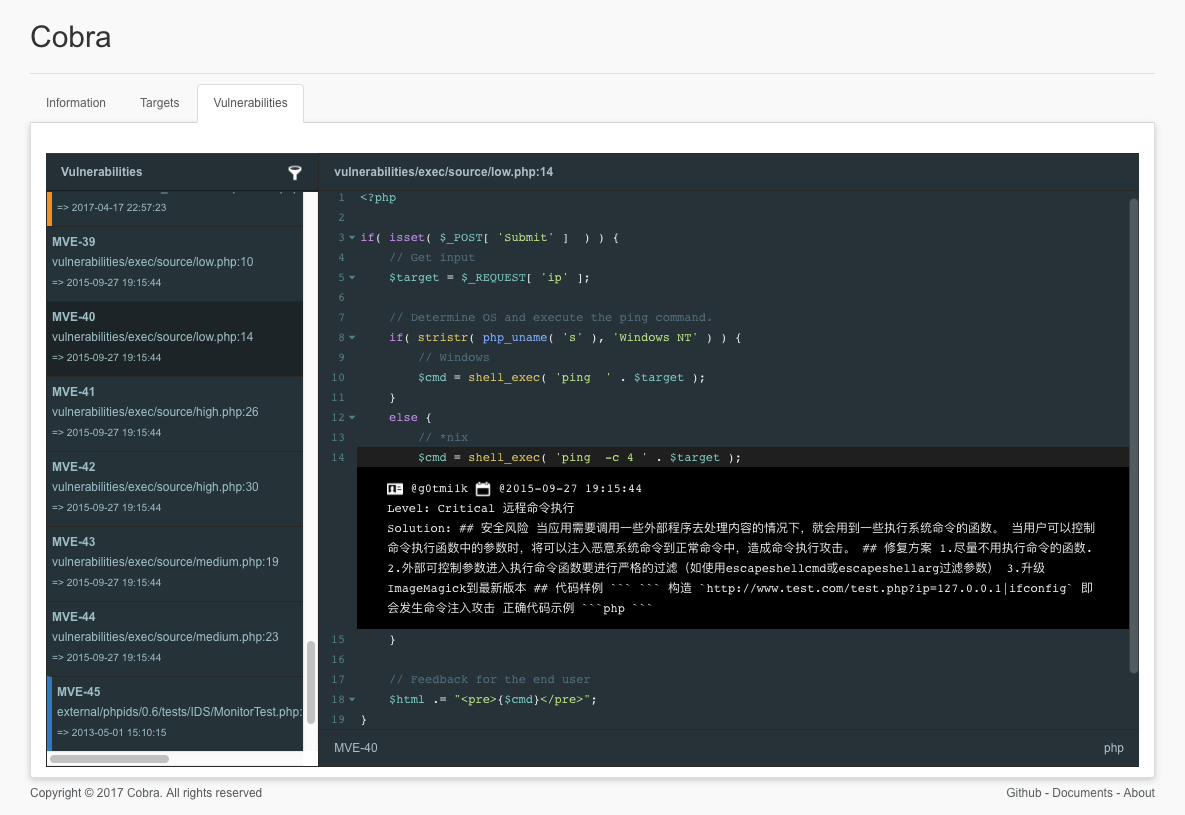 Cobra
Information
Targets
Vulnerabilities
Vulnerabilities
=> 2017-04-17 22:57:23
MVE-39
vulnerabilities/exec/source/low.php:10
=> 2015-09-27 19:15:44
MVE-40
vulnerabilities/exec/source/low.php:14
=> 2015-09-27 19:15:44
MVE-41
vulnerabilities/exec/source/high.php:26
=> 2015-09-27 19:15:44
MVE-42
vulnerabilities/exec/source/high.php:30
=> 2015-09-27 19:15:44
MVE-43
vulnerabilities/exec/source/medium.php:19
=> 2015-09-27 19:15:44
MVE-44
vulnerabilities/exec/source/medium.php:23
=> 2015-09-27 19:15:44
MVE-45
external/phpids/0.6/tests/IDS/MonitorTest.php:
=> 2013-05-01 15:10:15
vulnerabilities/exec/source/low.php:14
1 <?php
2
3 if( isset( $_POST[ 'Submit' ]  ) ) {
4     // Get input
5     $target = $_REQUEST[ 'ip' ];
6
7     // Determine OS and execute the ping command.
8     if( stristr( php_uname( 's' ), 'Windows NT' ) ) {
9         // Windows
10         $cmd = shell_exec( 'ping  ' . $target );
11     }
12     else {
13         // *nix
14         $cmd = shell_exec( 'ping  -c 4 ' . $target );
@g0tmi1k @2015-09-27 19:15:44
Level: Critical 远程命令执行
Solution: ## 安全风险 当应用需要调用一些外部程序去处理内容的情况下，就会用到一些执行系统命令的函数。 当用户可以控制
命令执行函数中的参数时，将可以注入恶意系统命令到正常命令中，造成命令执行攻击。 ## 修复方案 1.尽量不用执行命令的函数.
2.外部可控制参数进入执行命令函数要进行严格的过滤（如使用escapeshellcmd或escapeshellarg过滤参数） 3.升级
ImageMagick到最新版本 ## 代码样例 ``` ``` 构造 `http://www.test.com/test.php?ip=127.0.0.1|ifconfig` 即
会发生命令注入攻击 正确代码示例 ```php ```
15     }
16
17     // Feedback for the end user
18     $html .= "<pre>{$cmd}</pre>";
19 }
MVE-40
php
Copyright © 2017 Cobra. All rights reserved
Github - Documents - About